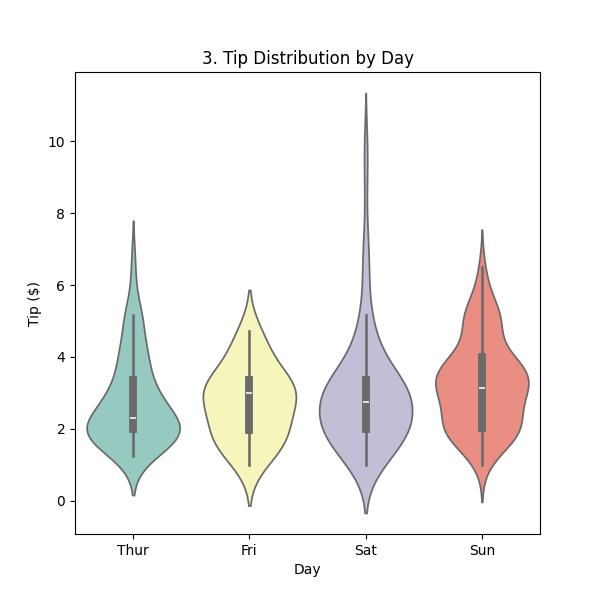 3. Tip Distribution by Day
Tip ($)
10
8
6
4
2
0
Thur Fri Sat Sun
Day